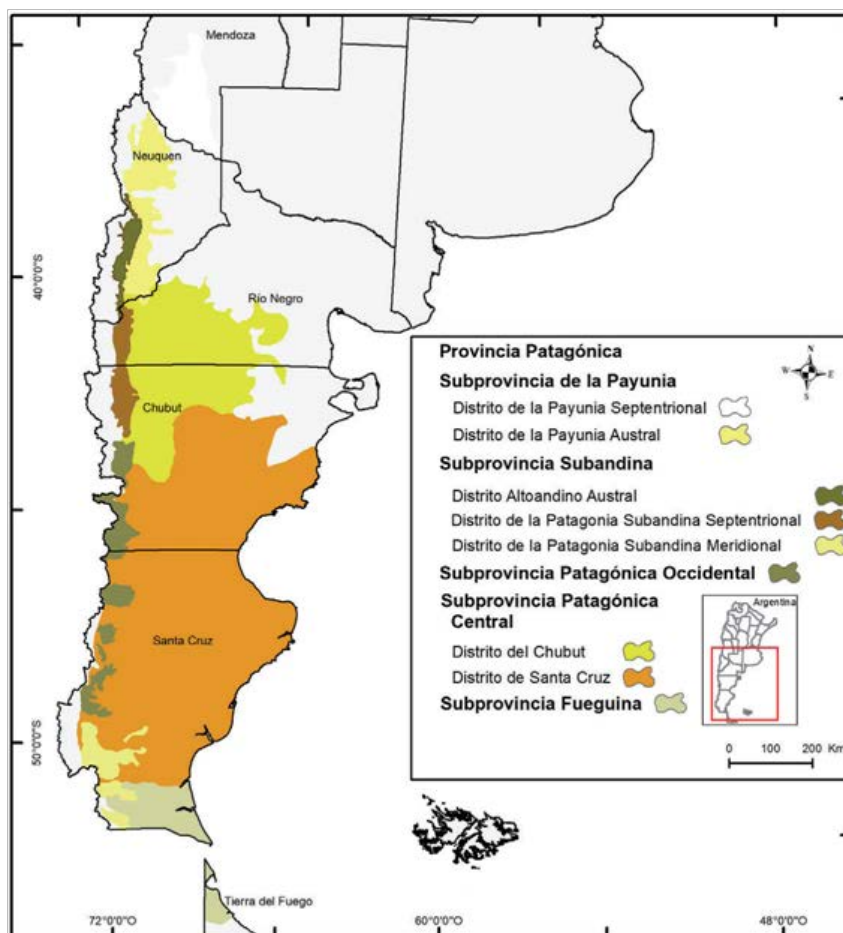 Mendoza
Neuquen
40°0'0"S
Río Negro
Chubut
Santa Cruz
50°0'0"S
Tierra del Fuego
72°0'0"O
60°0'0"O
48°0'0"O
Provincia Patagónica
N
W
E
S
Subprovincia de la Payunia
Distrito de la Payunia Septentrional
Distrito de la Payunia Austral
Subprovincia Subandina
Distrito Altoandino Austral
Distrito de la Patagonia Subandina Septentrional
Distrito de la Patagonia Subandina Meridional
Subprovincia Patagónica Occidental
Subprovincia Patagónica
Central
Distrito del Chubut
Distrito de Santa Cruz
Subprovincia Fueguina
Argentina
0 100 200 Km